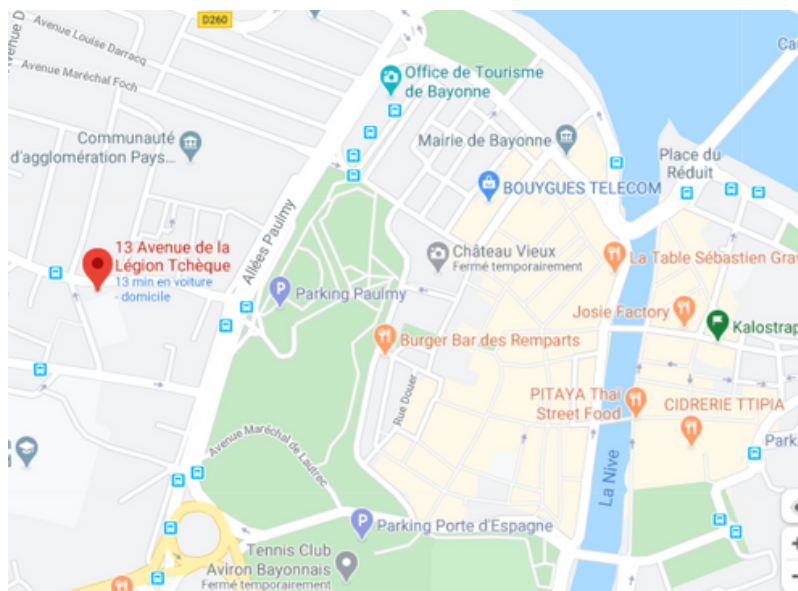 D260
Avenue Louise Darracq
Avenue Maréchal Foch
Office de Tourisme
de Bayonne
Communauté
d'agglomération Pays...
Mairie de Bayonne
Place du
Réduit
BOUYGUES TELECOM
13 Avenue de la
Légion Tchèque
13 min en voiture
- domicile
Allées Paulmy
Château Vieux
Fermé temporairement
La Table Sébastien Grav
Parking Paulmy
Josie Factory
Kalostrap
Burger Bar des Remparts
PITAYA Thaï
Street Food
CIDRERIE TTIPIA
Rue Douer
Avenue Maréchal de Lautrec
La Nive
Park
Parking Porte d'Espagne
Tennis Club
Aviron Bayonnais
Fermé temporairement